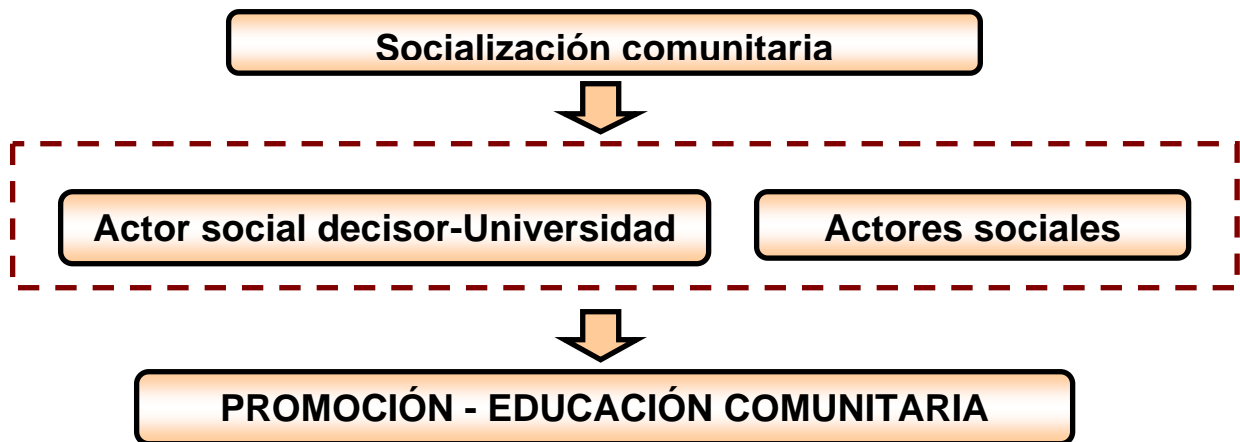 Socialización comunitaria
Actor social decisor-Universidad
Actores sociales
PROMOCIÓN - EDUCACIÓN COMUNITARIA